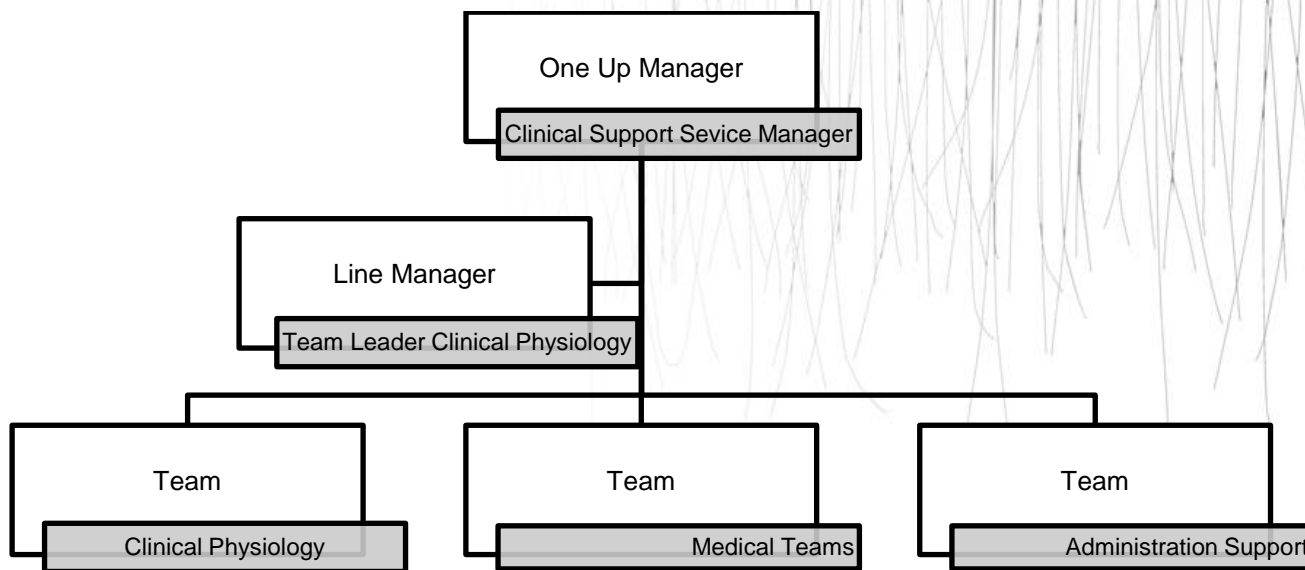 One Up Manager
Clinical Support Sevice Manager
Line Manager
Team Leader Clinical Physiology
Team
Clinical Physiology
Team
Medical Teams
Team
Administration Support